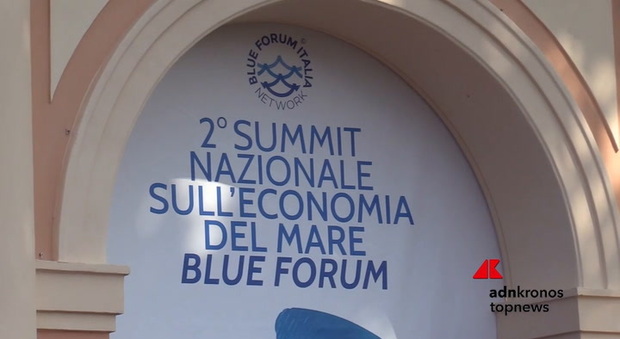 BLUE FORUM ITALIA
NETWORK
2° SUMMIT
NAZIONALE
SULL'ECONOMIA
DEL MARE
BLUE FORUM
adnkronos
topnews